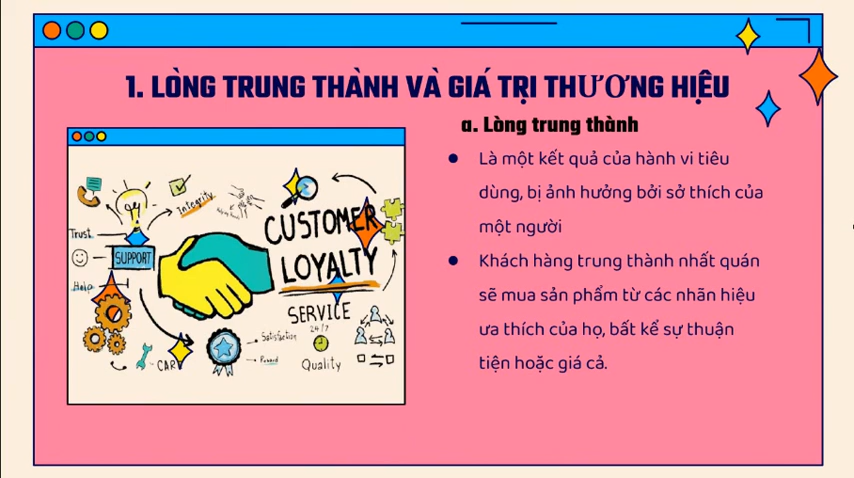 1. LÒNG TRUNG THÀNH VÀ GIÁ TRỊ THƯƠNG HIỆU
a. Lòng trung thành
Là một kết quả của hành vi tiêu
dùng, bị ảnh hưởng bởi sở thích của
một người
Khách hàng trung thành nhất quán
sẽ mua sản phẩm từ các nhãn hiệu
ưa thích của họ, bất kể sự thuận
tiện hoặc giá cả.
Integrity
Trust
SUPPORT
Help
CUSTOMER
LOYALTY
SERVICE
24/7
Satisfaction
Quality